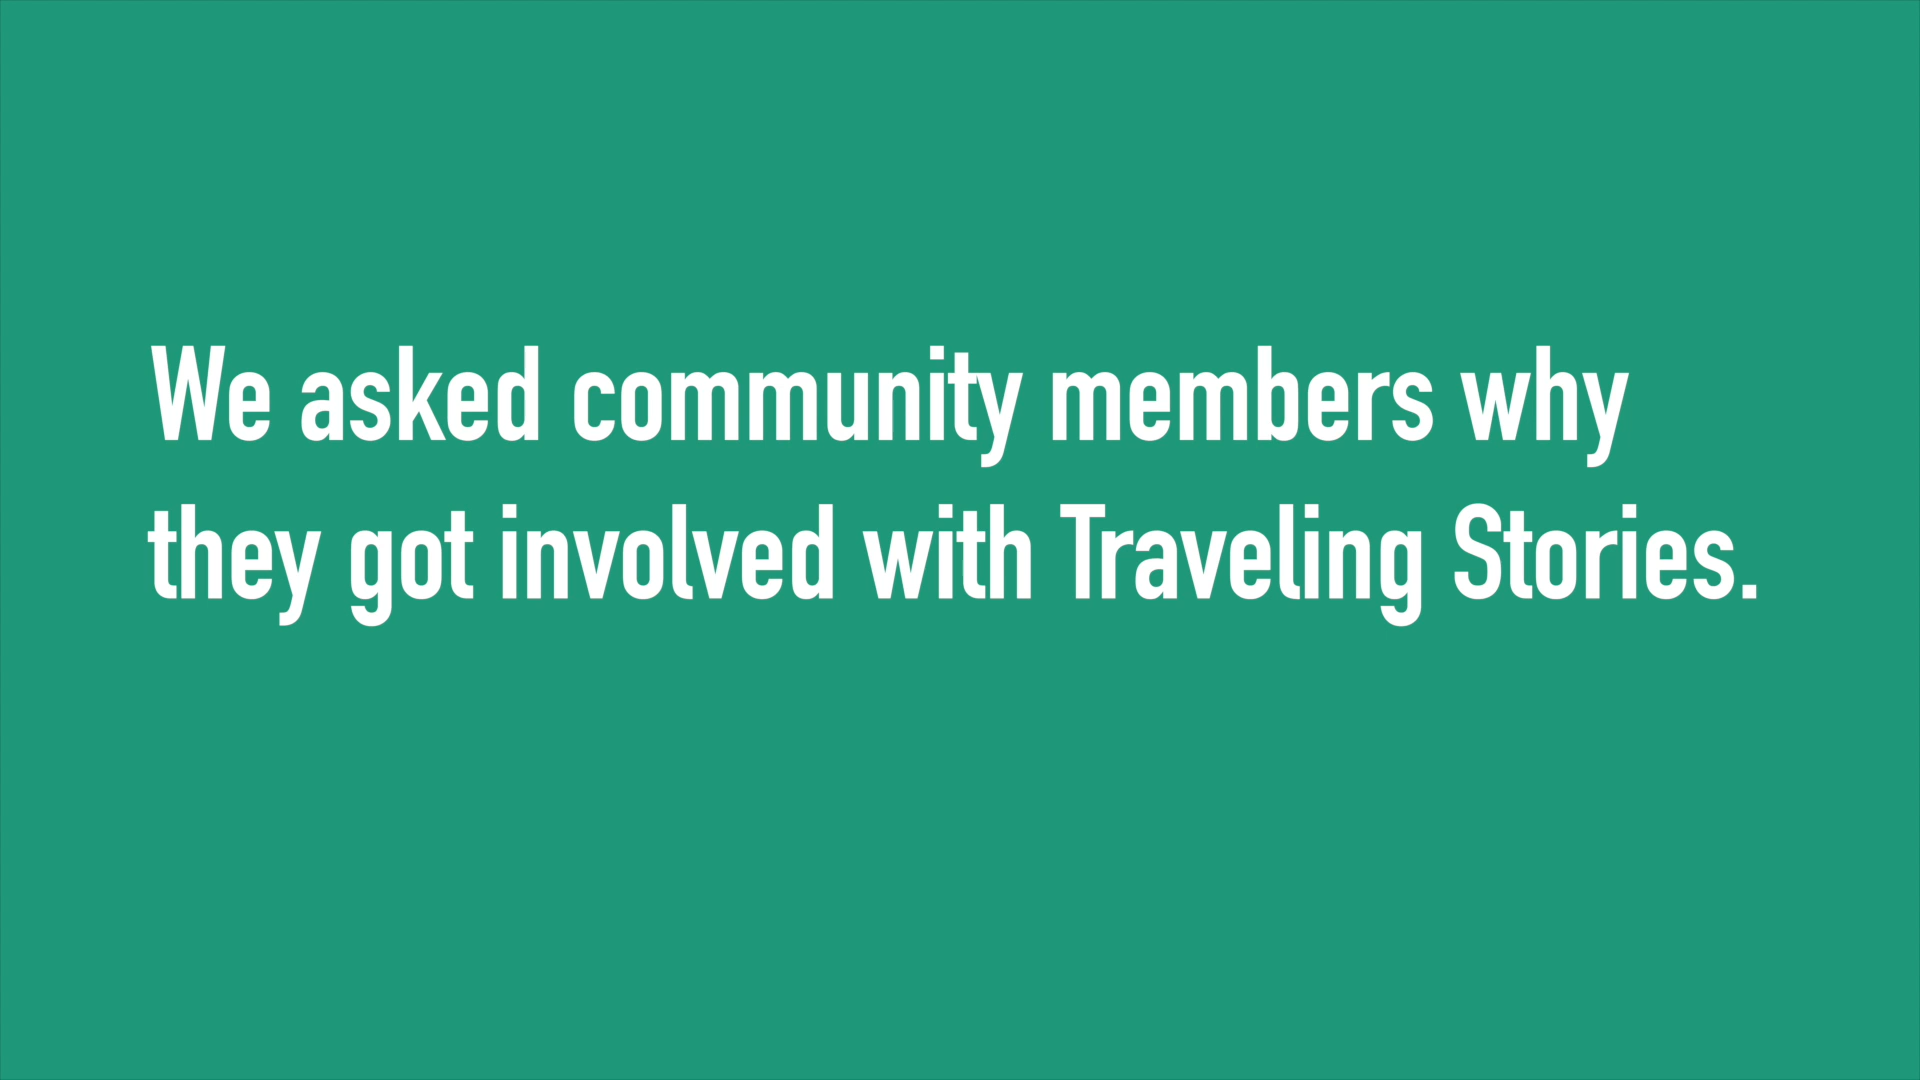 We asked community members why
they got involved with Traveling Stories.